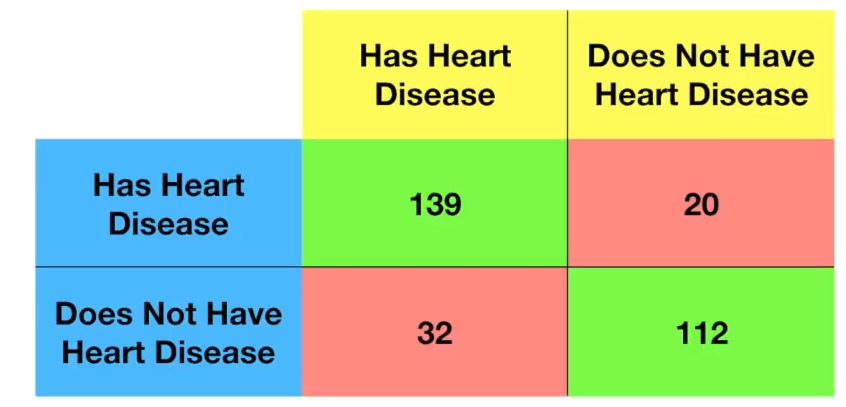 Has Heart
Disease
Does Not Have
Heart Disease
Has Heart
Disease
139
20
Does Not Have
Heart Disease
32
112